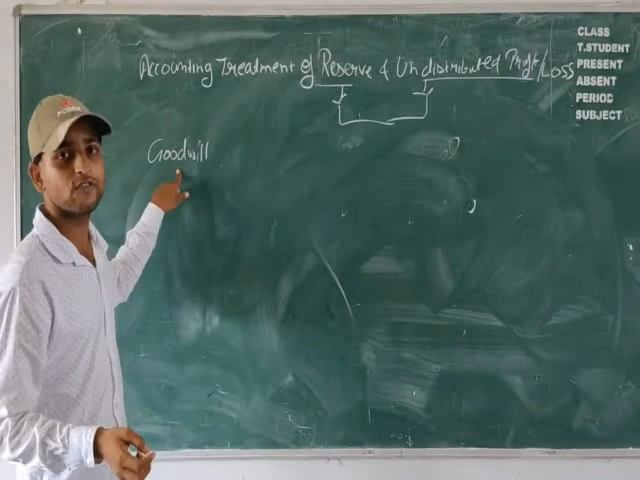 CLASS
T.STUDENT
PRESENT
ABSENT
PERIOD
SUBJECT
Accounting Treatment of Reserve & Undistributed Profit/Loss
Goodwill